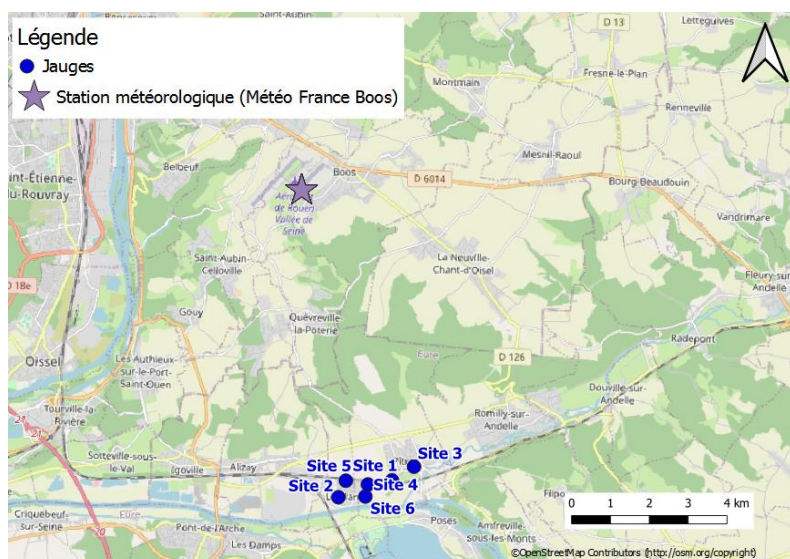 Légende
Jauges
Station météorologique (Météo France Boos)
Saint-Aubin-
D 13
Letteguives
Fresne-le-Plan
Montmain
Renneville
int-Étienne-
du-Rouvray
Belbeuf
Boos
Mesnil-Raoul
D 6014
Bourg-Beaudouin
de Rouen
Vallée de
Seine
Vandrimare
Saint-Aubin-
Celloville
La Neuville-
Chant-d'Oisel
Fleury-sur-
Andelle
D 18e
Gouy
Quévreville-
la-Poterie
Eure
Radepont
Oissel
Les Authieux-
sur-le-Port-
Saint-Ouen
D 126
Douville-sur-
Andelle
Tourville-la-
Rivière
21
Romilly-sur-
Andelle
Sotteville-sous-
le-Val
Igoville
Alizay
Site 5
Site 1
Site 3
Site 2
Site 4
Site 6
Criquebeuf-sur-
Seine
Eure
Pont-de-l'Arche
Les Damps
Posés
Amfreville-
sous-les-Monts
0 1 2 3 4 km
©OpenStreetMap Contributors (http://osm.org/copyright)